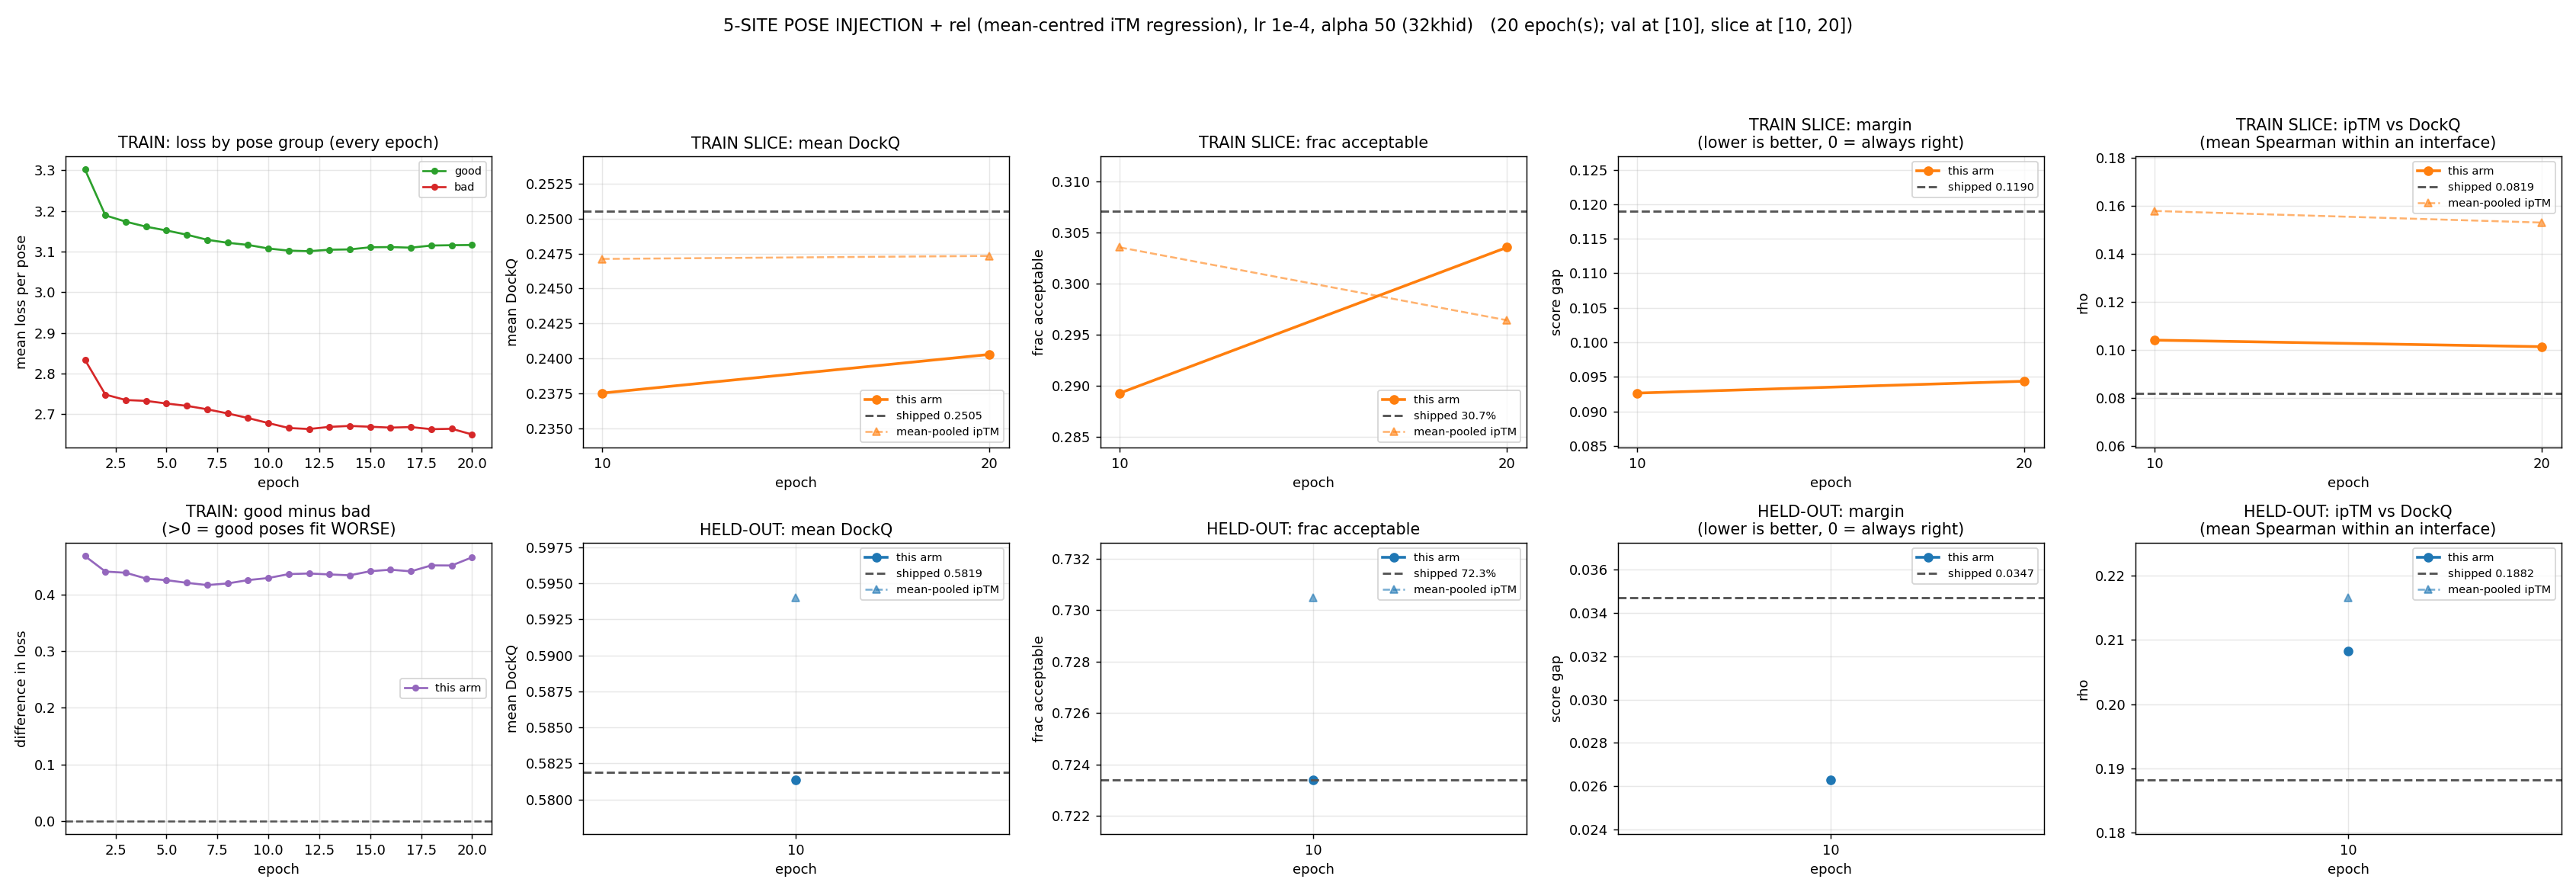 5-SITE POSE INJECTION + rel (mean-centred iTM regression), lr 1e-4, alpha 50 (32khid)   (20 epoch(s); val at [10], slice at [10, 20])
TRAIN: loss by pose group (every epoch)
mean loss per pose
3.3
3.2
3.1
3.0
2.9
2.8
2.7
good
bad
2.5 5.0 7.5 10.0 12.5 15.0 17.5 20.0
epoch
TRAIN SLICE: mean DockQ
mean DockQ
0.2525
0.2500
0.2475
0.2450
0.2425
0.2400
0.2375
0.2350
this arm
shipped 0.2505
mean-pooled ipTM
10 20
epoch
TRAIN SLICE: frac acceptable
frac acceptable
0.310
0.305
0.300
0.295
0.290
0.285
this arm
shipped 30.7%
mean-pooled ipTM
10 20
epoch
TRAIN SLICE: margin
(lower is better, 0 = always right)
score gap
0.125
0.120
0.115
0.110
0.105
0.100
0.095
0.090
0.085
this arm
shipped 0.1190
10 20
epoch
TRAIN SLICE: ipTM vs DockQ
(mean Spearman within an interface)
rho
0.18
0.16
0.14
0.12
0.10
0.08
0.06
this arm
shipped 0.0819
mean-pooled ipTM
10 20
epoch
TRAIN: good minus bad
(>0 = good poses fit WORSE)
difference in loss
0.4
0.3
0.2
0.1
0.0
this arm
2.5 5.0 7.5 10.0 12.5 15.0 17.5 20.0
epoch
HELD-OUT: mean DockQ
mean DockQ
0.5975
0.5950
0.5925
0.5900
0.5875
0.5850
0.5825
0.5800
this arm
shipped 0.5819
mean-pooled ipTM
10
epoch
HELD-OUT: frac acceptable
frac acceptable
0.732
0.730
0.728
0.726
0.724
0.722
this arm
shipped 72.3%
mean-pooled ipTM
10
epoch
HELD-OUT: margin
(lower is better, 0 = always right)
score gap
0.036
0.034
0.032
0.030
0.028
0.026
0.024
this arm
shipped 0.0347
10
epoch
HELD-OUT: ipTM vs DockQ
(mean Spearman within an interface)
rho
0.22
0.21
0.20
0.19
0.18
this arm
shipped 0.1882
mean-pooled ipTM
10
epoch